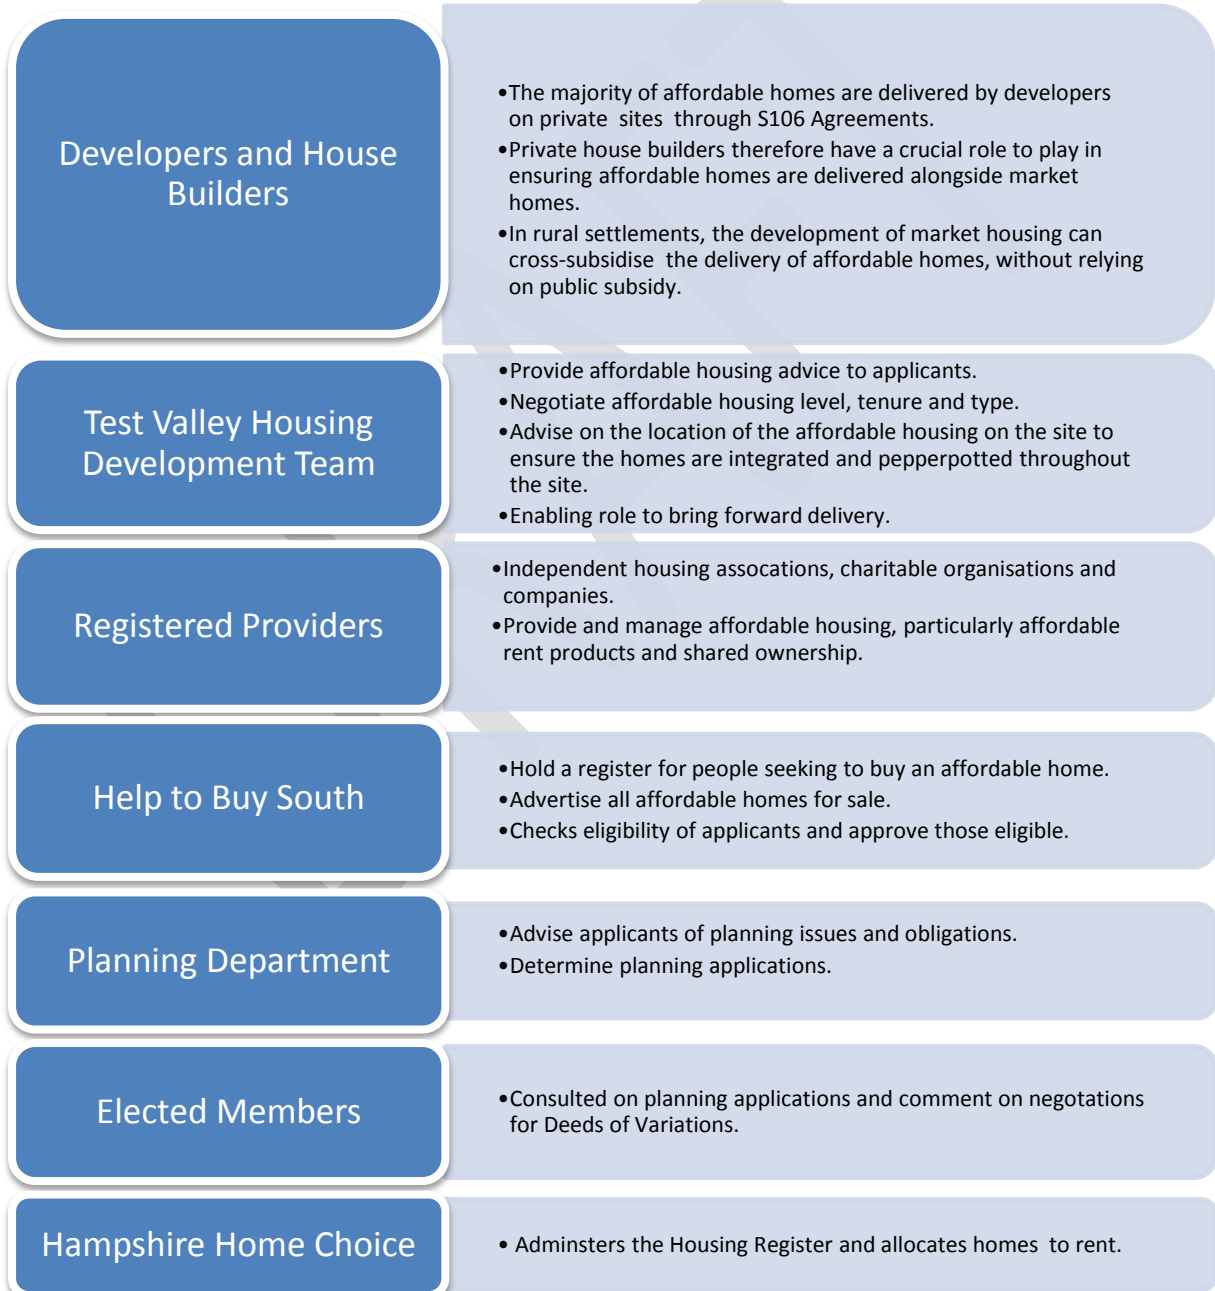 Developers and House
Builders
•The majority of affordable homes are delivered by developers
on private sites through S106 Agreements.
•Private house builders therefore have a crucial role to play in
ensuring affordable homes are delivered alongside market
homes.
•In rural settlements, the development of market housing can
cross-subsidise the delivery of affordable homes, without relying
on public subsidy.
Test Valley Housing
Development Team
•Provide affordable housing advice to applicants.
•Negotiate affordable housing level, tenure and type.
•Advise on the location of the affordable housing on the site to
ensure the homes are integrated and pepperpotted throughout
the site.
•Enabling role to bring forward delivery.
Registered Providers
•Independent housing assocations, charitable organisations and
companies.
•Provide and manage affordable housing, particularly affordable
rent products and shared ownership.
Help to Buy South
•Hold a register for people seeking to buy an affordable home.
•Advertise all affordable homes for sale.
•Checks eligibility of applicants and approve those eligible.
Planning Department
•Advise applicants of planning issues and obligations.
•Determine planning applications.
Elected Members
•Consulted on planning applications and comment on negotations
for Deeds of Variations.
Hampshire Home Choice
• Adminsters the Housing Register and allocates homes to rent.